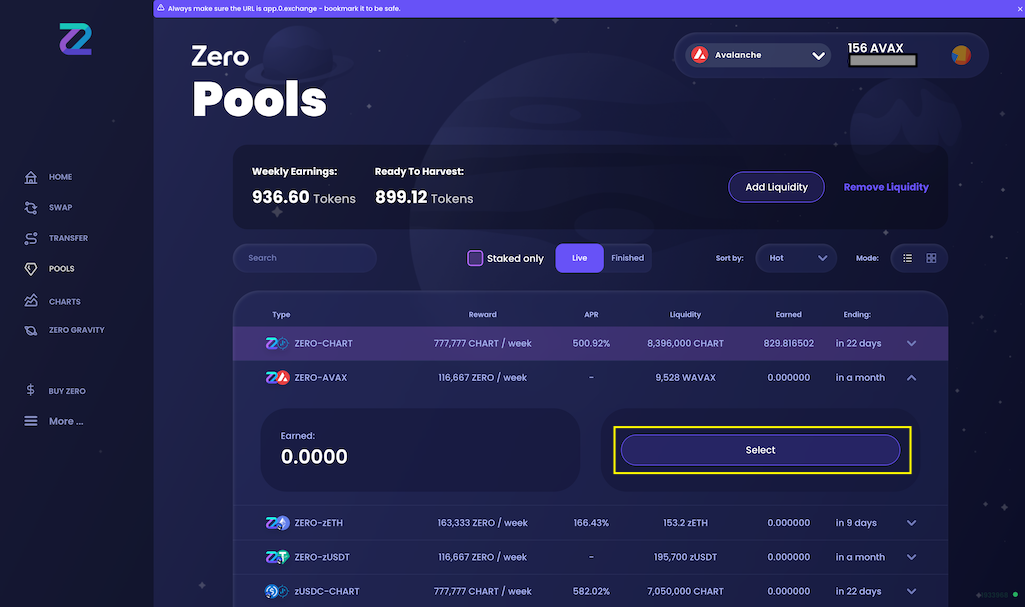 Always make sure the URL is app.0.exchange - bookmark it to be safe.
Zero
Pools
Avalanche
156 AVAX
HOME
SWAP
TRANSFER
POOLS
CHARTS
ZERO GRAVITY
BUY ZERO
More ...
Weekly Earnings: Ready To Harvest:
936.60 Tokens 899.12 Tokens
Add Liquidity Remove Liquidity
Search Staked only Live Finished Sort by: Hot Mode:
Type Reward APR Liquidity Earned Ending:
ZERO-CHART 777,777 CHART / week 500.92% 8,396,000 CHART 829.816502 in 22 days
ZERO-AVAX 116,667 ZERO / week - 9,528 WAVAX 0.000000 in a month
Earned:
0.0000
Select
ZERO-zETH 163,333 ZERO / week 166.43% 153.2 zETH 0.000000 in 9 days
ZERO-zUSDT 116,667 ZERO / week - 195,700 zUSDT 0.000000 in a month
zUSDC-CHART 777,777 CHART / week 582.02% 7,050,000 CHART 0.000000 in 22 days